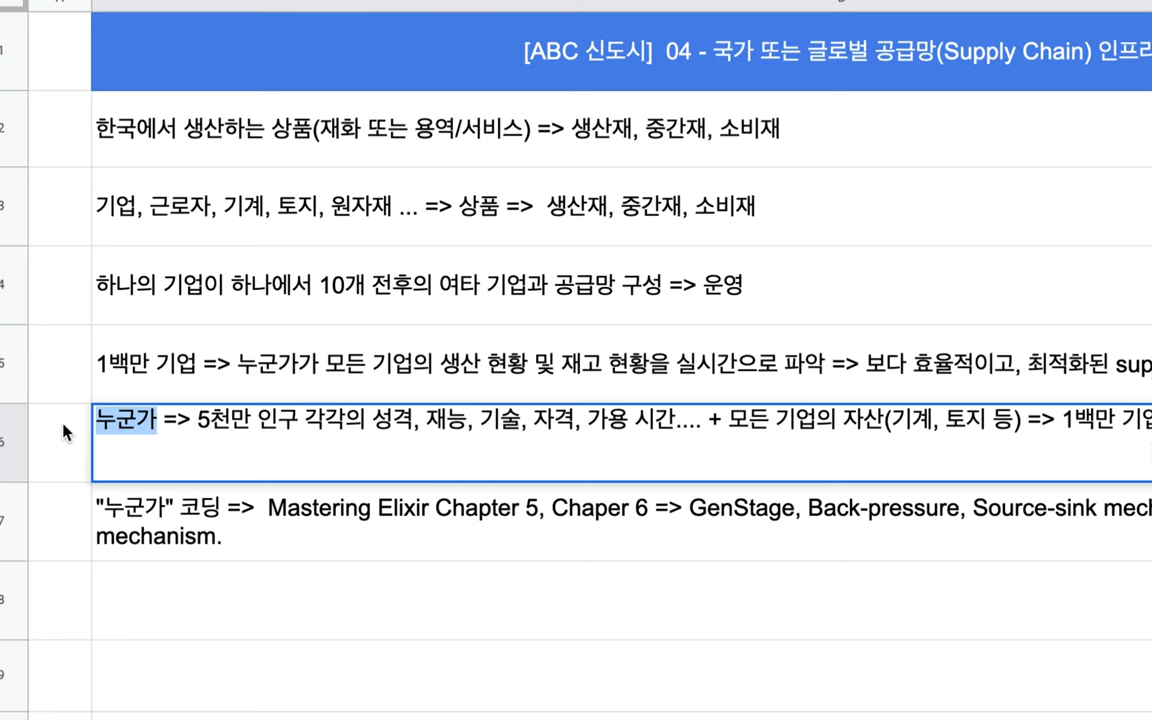 1
[ABC 신도시]  04 - 국가 또는 글로벌 공급망(Supply Chain)
2
한국에서 생산하는 상품(재화 또는 용역/서비스) => 생산재, 중간재, 소비재
3
기업, 근로자, 기계, 토지, 원자재 ... => 상품 =>  생산재, 중간재, 소비재
4
하나의 기업이 하나에서 10개 전후의 여타 기업과 공급망 구성 => 운영
5
1백만 기업 => 누군가가 모든 기업의 생산 현황 및 재고 현황을 실시간으로 파악 => 보다 효율적이고, 최적화된
6
누군가 => 5천만 인구 각각의 성격, 재능, 기술, 자격, 가용 시간.... + 모든 기업의 자산(기계, 토지 등) => 1백만
7
"누군가" 코딩 =>  Mastering Elixir Chapter 5, Chaper 6 => GenStage, Back-pressure, Source-sink
mechanism.
8
9